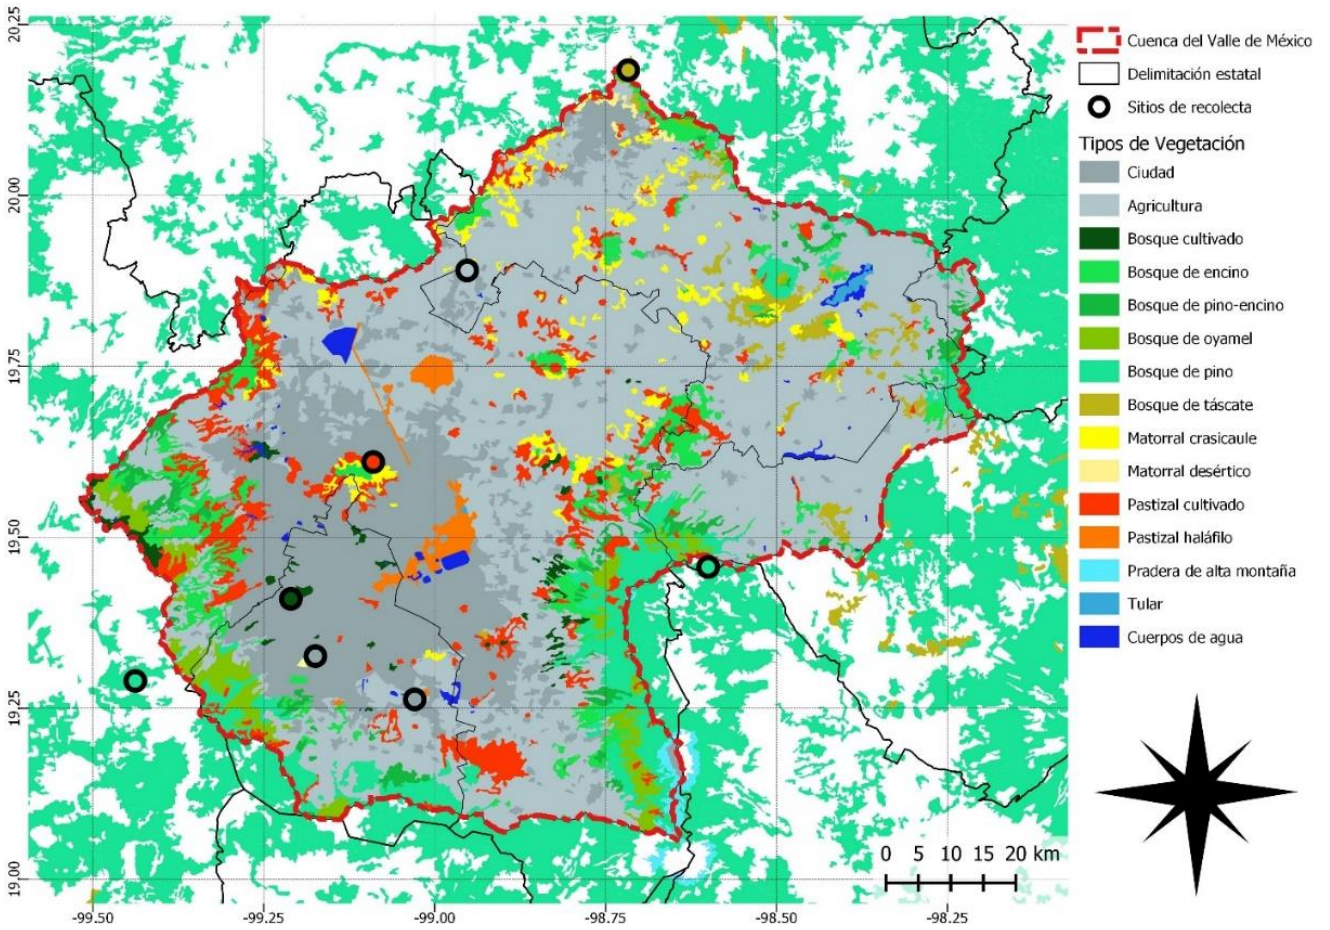 Cuenca del Valle de México
Delimitación estatal
Sitios de recolecta
Tipos de Vegetación
Ciudad
Agricultura
Bosque cultivado
Bosque de encino
Bosque de pino-encino
Bosque de oyamel
Bosque de pino
Bosque de táscate
Matorral crasicaule
Matorral desértico
Pastizal cultivado
Pastizal haláfilo
Pradera de alta montaña
Tular
Cuerpos de agua
20.25
20.00
19.75
19.50
19.25
19.00
0 5 10 15 20 km
-99.50 -99.25 -99.00 -98.75 -98.50 -98.25